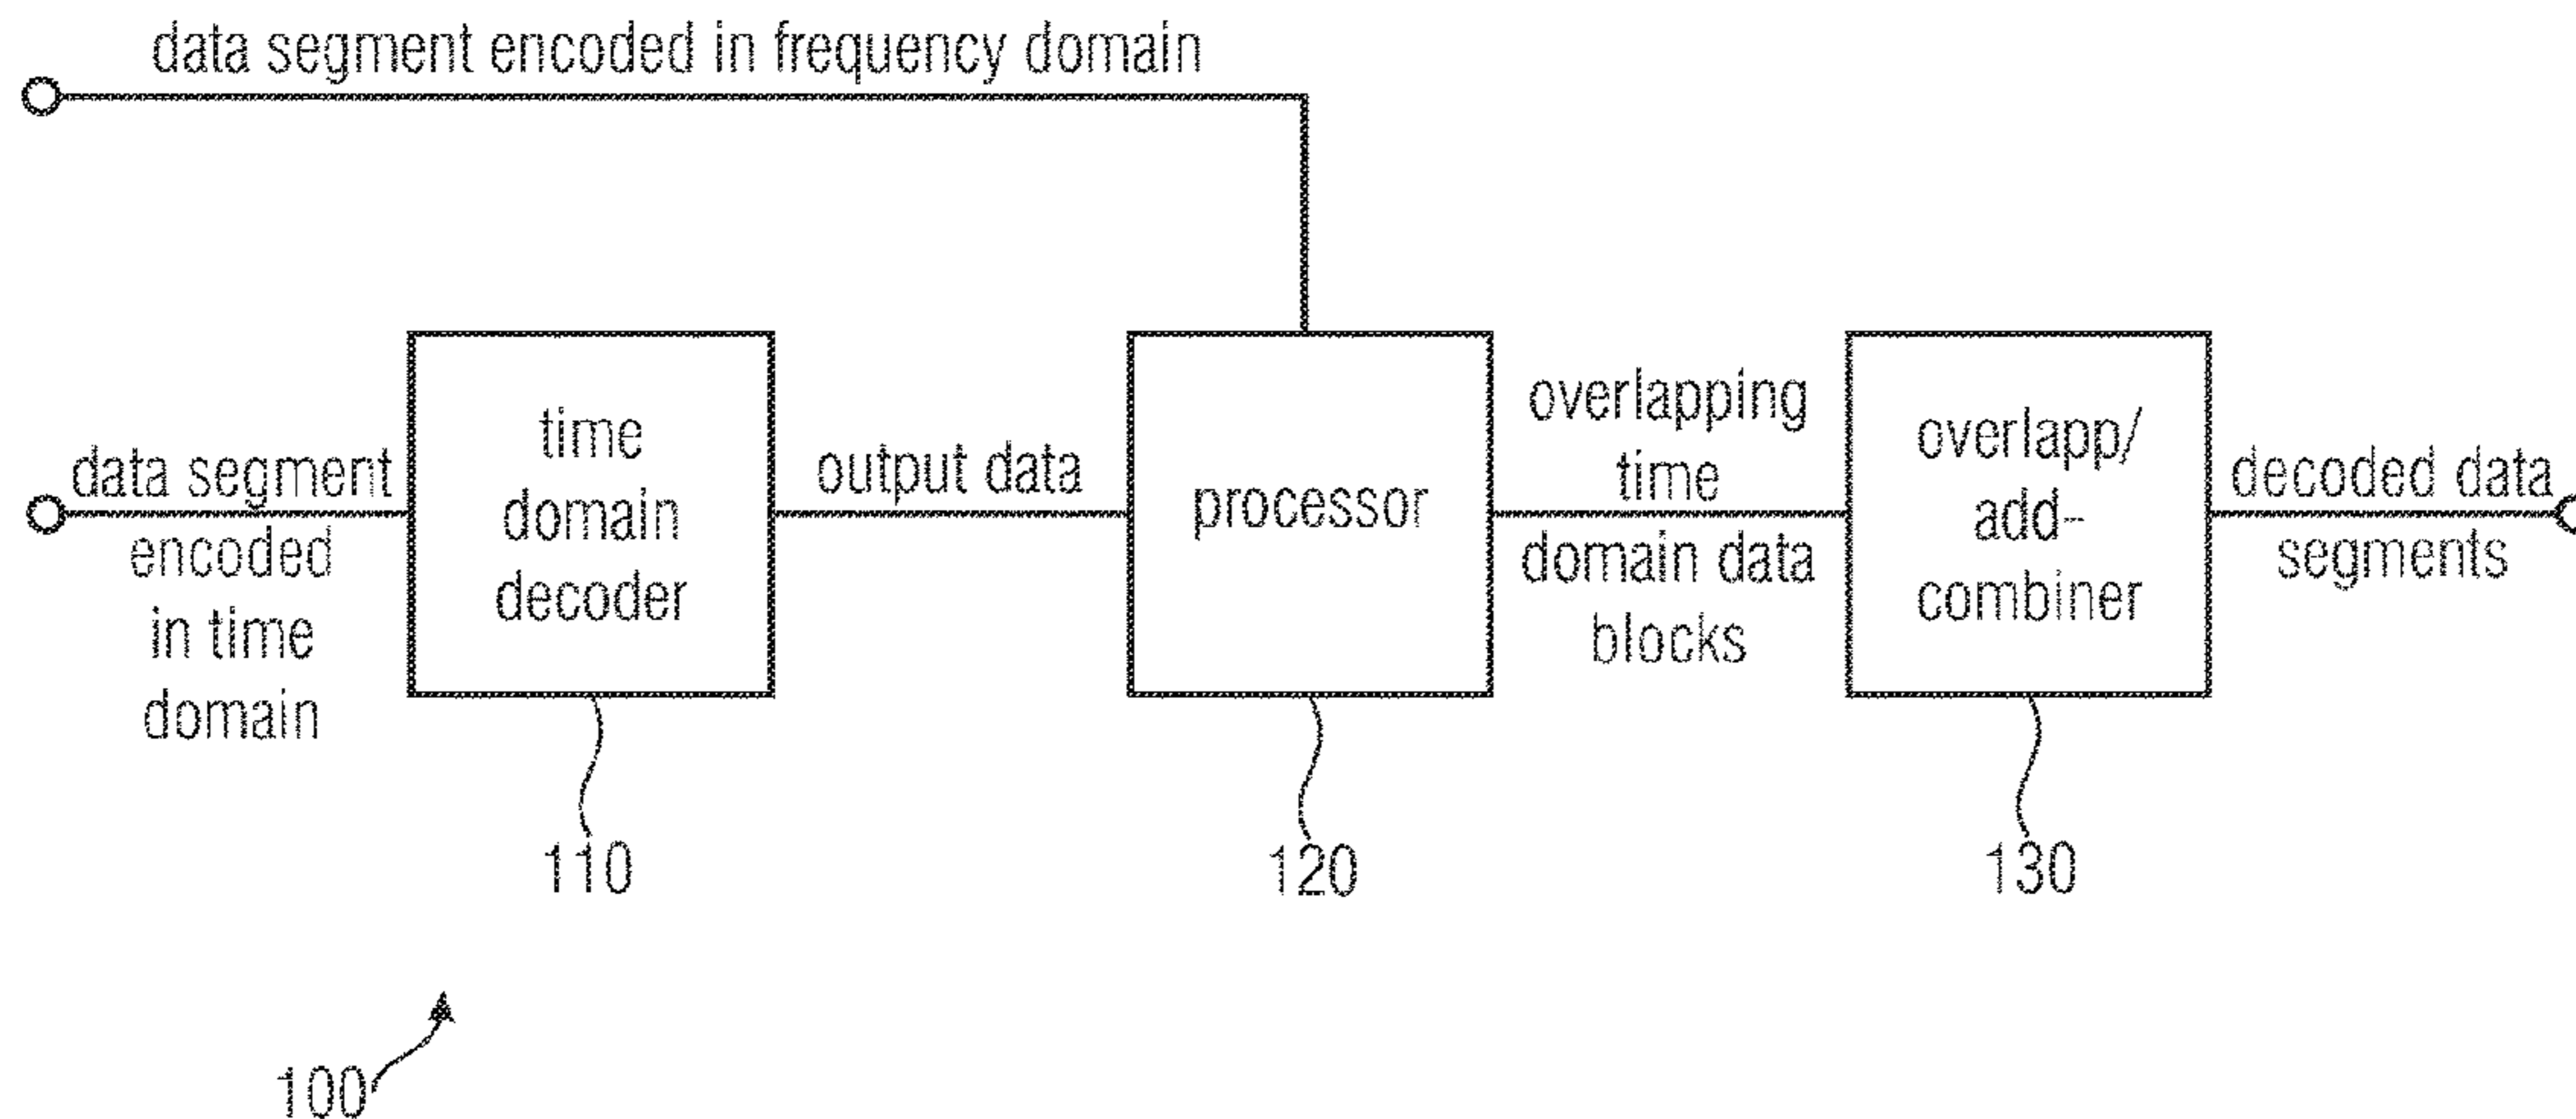 data segment encoded in frequency domain
data segment
encoded
in time
domain
time
domain
decoder
output data
processor
overlapping
time
domain data
blocks
overlapp/
add-
combiner
decoded data
segments
110
120
130
100